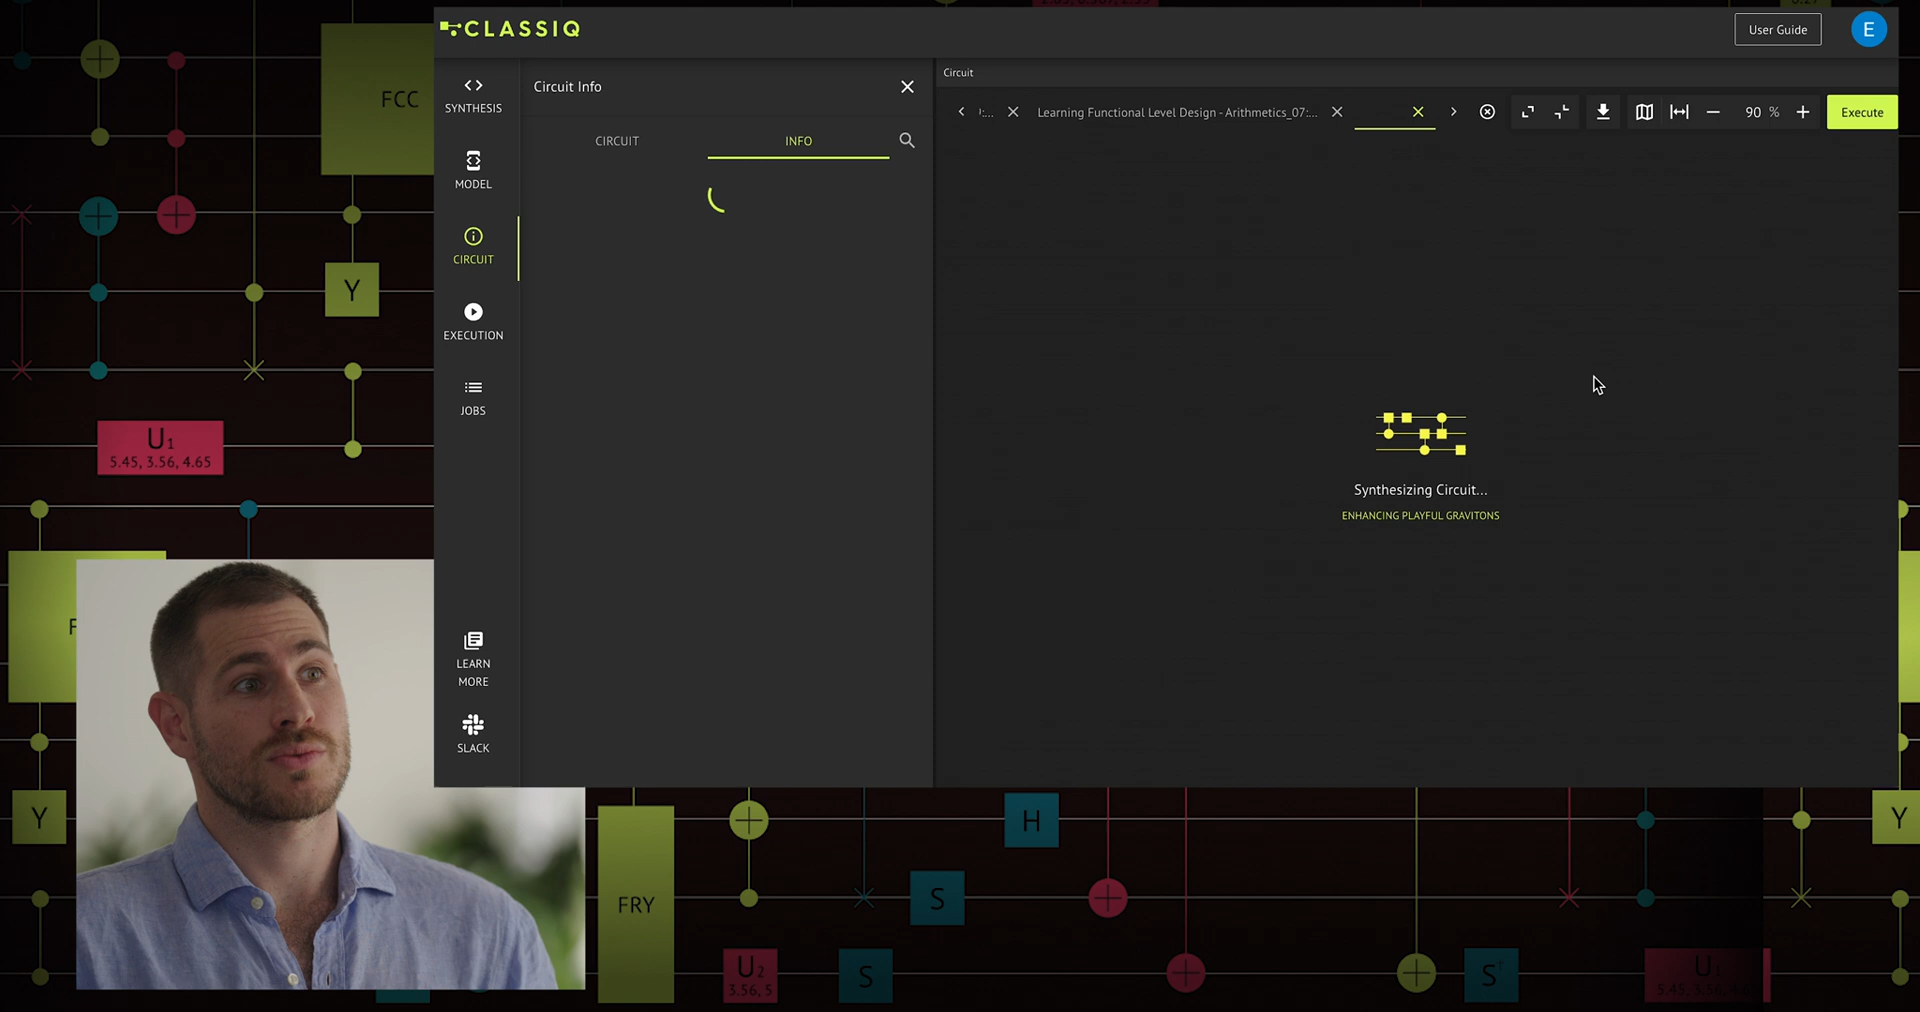 CLASSIQ
User Guide
E
Circuit Info
Circuit
SYNTHESIS
CIRCUIT
INFO
Learning Functional Level Design - Arithmetics_07:...
90 %
Execute
MODEL
CIRCUIT
EXECUTION
JOBS
Synthesizing Circuit...
ENHANCING PLAYFUL GRAVITONS
LEARN
MORE
SLACK
FCC
Y
U1
5.45, 3.56, 4.65
F
Y
H
Y
FRY
S
U2
3.56, 5
S
S†